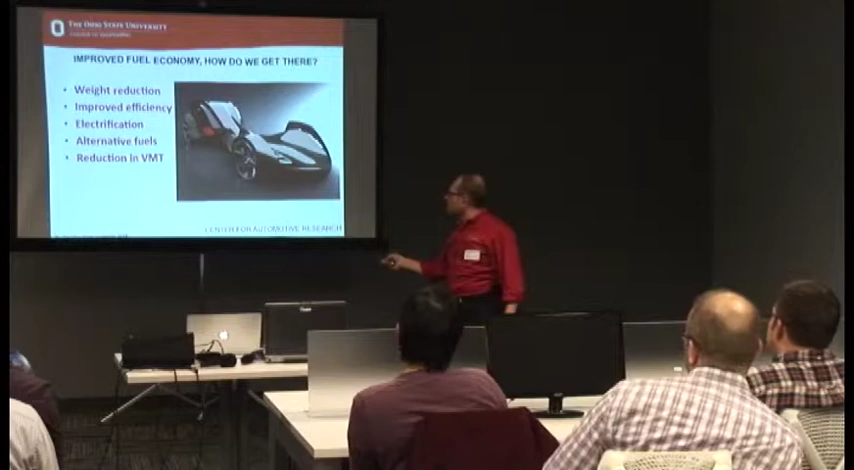 THE OHIO STATE UNIVERSITY
IMPROVED FUEL ECONOMY, HOW DO WE GET THERE?
• Weight reduction
• Improved efficiency
• Electrification
• Alternative fuels
• Reduction in VMT
CENTER FOR AUTOMOTIVE RESEARCH